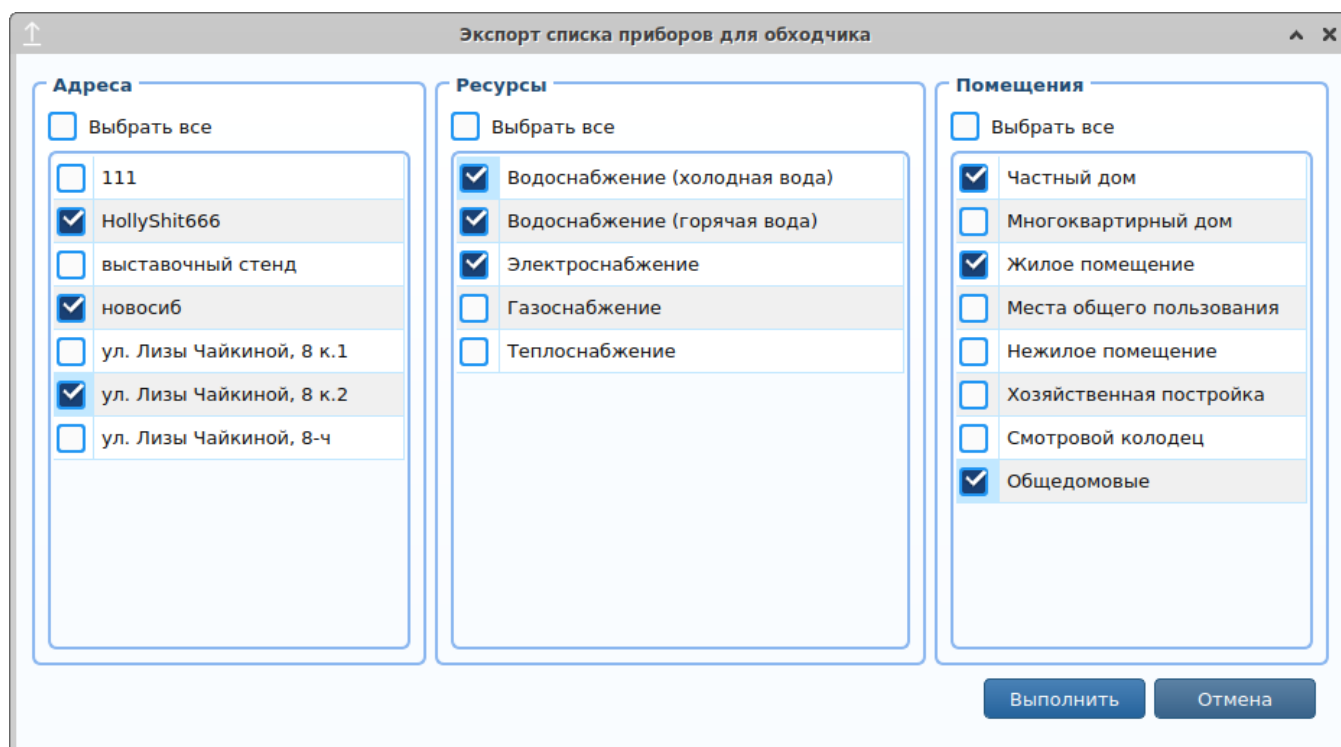 Экспорт списка приборов для обходчика
Адреса
Выбрать все
111
HollyShit666
выставочный стенд
новосиб
ул. Лизы Чайкиной, 8 к.1
ул. Лизы Чайкиной, 8 к.2
ул. Лизы Чайкиной, 8-ч
Ресурсы
Выбрать все
Водоснабжение (холодная вода)
Водоснабжение (горячая вода)
Электроснабжение
Газоснабжение
Теплоснабжение
Помещения
Выбрать все
Частный дом
Многоквартирный дом
Жилое помещение
Места общего пользования
Нежилое помещение
Хозяйственная постройка
Смотровой колодец
Общедомовые
Выполнить
Отмена